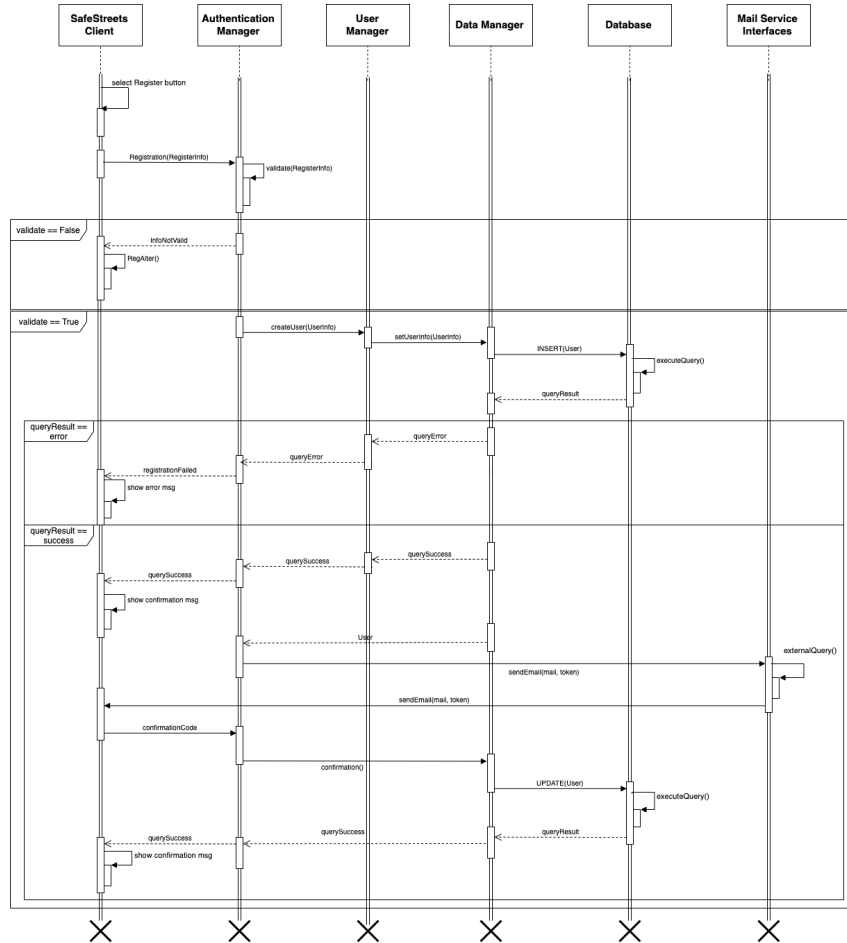 SafeStreets
Client
Authentication
Manager
User
Manager
Data Manager
Database
Mail Service
Interfaces
select Register button
Registration(RegisterInfo)
validate(RegisterInfo)
validate == False
InfoNotValid
RegAlter()
validate == True
createUser(UserInfo)
setUserInfo(UserInfo)
INSERT(User)
executeQuery()
queryResult
queryResult ==
error
queryError
queryError
registrationFailed
show error msg
queryResult ==
success
querySuccess
querySuccess
querySuccess
show confirmation msg
User
externalQuery()
sendEmail(mail, token)
sendEmail(mail, token)
confirmationCode
confirmation()
UPDATE(User)
executeQuery()
queryResult
querySuccess
querySuccess
show confirmation msg